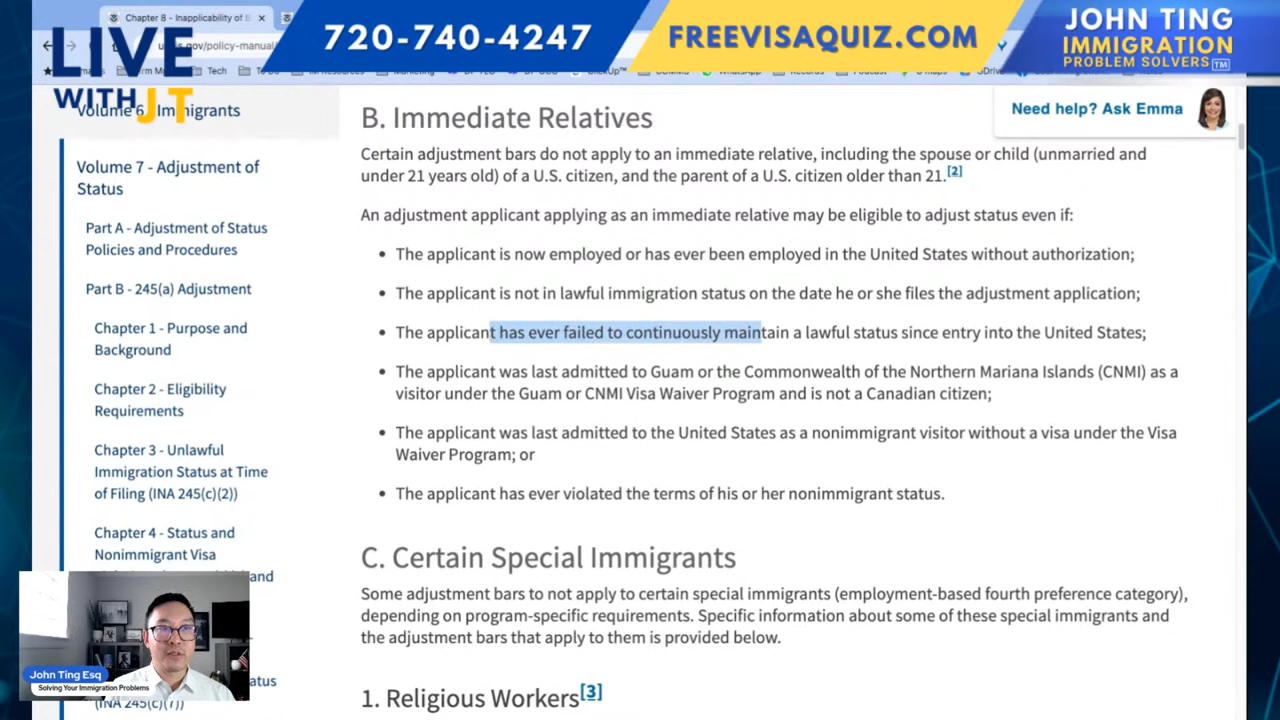 Chapter 8 - Inapplicability of
LIVE
WITH JT
720-740-4247
FREEVISAQUIZ.COM
JOHN TING
IMMIGRATION
PROBLEM SOLVERS TM
.gov/policy-manual/
Tech
Need help? Ask Emma
Volume 6 Immigrants
Volume 7 - Adjustment of
Status
Part A - Adjustment of Status
Policies and Procedures
Part B - 245(a) Adjustment
Chapter 1 - Purpose and
Background
Chapter 2 - Eligibility
Requirements
Chapter 3 - Unlawful
Immigration Status at Time
of Filing (INA 245(c)(2))
Chapter 4 - Status and
Nonimmigrant Visa
and
atus
(INA 245(c)(7))
B. Immediate Relatives
Certain adjustment bars do not apply to an immediate relative, including the spouse or child (unmarried and
under 21 years old) of a U.S. citizen, and the parent of a U.S. citizen older than 21.[2]
An adjustment applicant applying as an immediate relative may be eligible to adjust status even if:
• The applicant is now employed or has ever been employed in the United States without authorization;
• The applicant is not in lawful immigration status on the date he or she files the adjustment application;
• The applicant has ever failed to continuously maintain a lawful status since entry into the United States;
• The applicant was last admitted to Guam or the Commonwealth of the Northern Mariana Islands (CNMI) as a
visitor under the Guam or CNMI Visa Waiver Program and is not a Canadian citizen;
• The applicant was last admitted to the United States as a nonimmigrant visitor without a visa under the Visa
Waiver Program; or
• The applicant has ever violated the terms of his or her nonimmigrant status.
C. Certain Special Immigrants
Some adjustment bars to not apply to certain special immigrants (employment-based fourth preference category),
depending on program-specific requirements. Specific information about some of these special immigrants and
the adjustment bars that apply to them is provided below.
1. Religious Workers[3]
John Ting Esq
Solving Your Immigration Problems